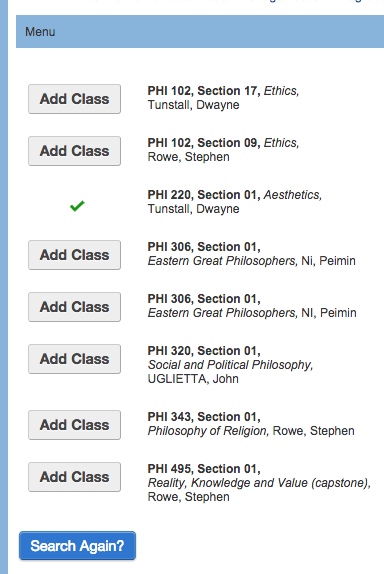 Menu
Add Class
PHI 102, Section 17, Ethics,
Tunstall, Dwayne
Add Class
PHI 102, Section 09, Ethics,
Rowe, Stephen
PHI 220, Section 01, Aesthetics,
Tunstall, Dwayne
Add Class
PHI 306, Section 01,
Eastern Great Philosophers, Ni, Peimin
Add Class
PHI 306, Section 01,
Eastern Great Philosophers, NI, Peimin
Add Class
PHI 320, Section 01,
Social and Political Philosophy,
UGLIETTA, John
Add Class
PHI 343, Section 01,
Philosophy of Religion, Rowe, Stephen
Add Class
PHI 495, Section 01,
Reality, Knowledge and Value (capstone),
Rowe, Stephen
Search Again?